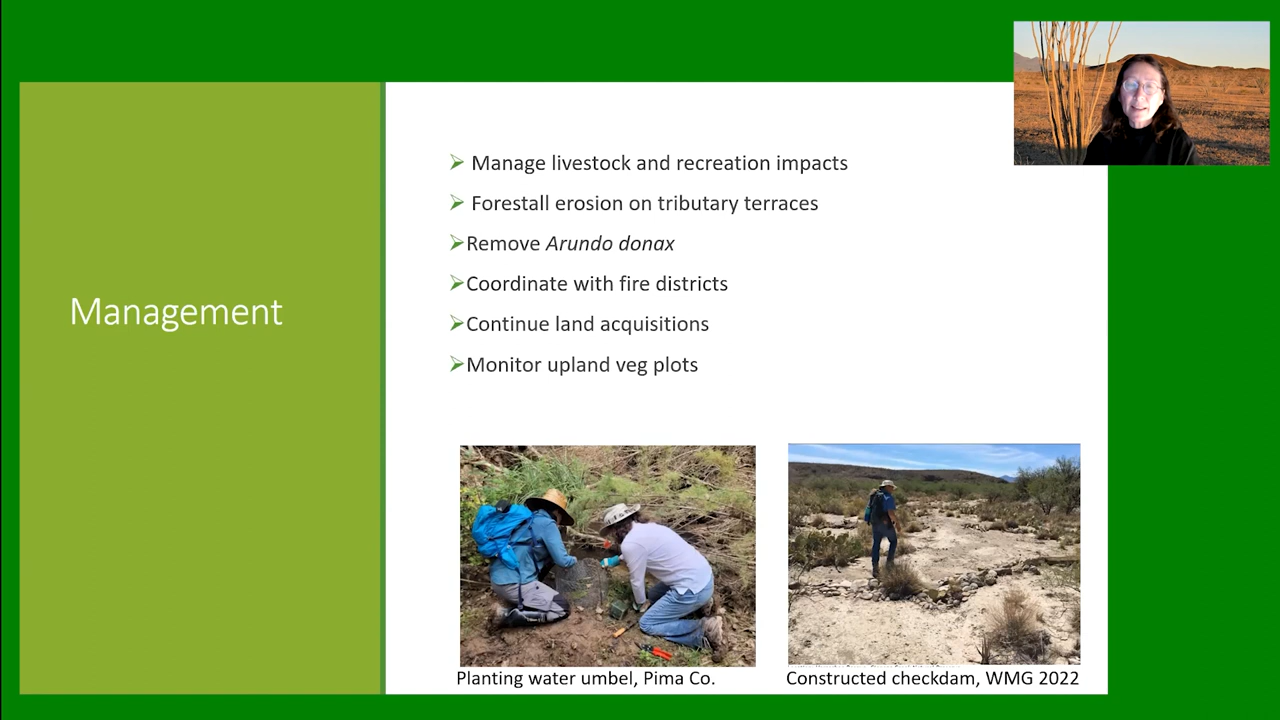 Management
➢ Manage livestock and recreation impacts
➢ Forestall erosion on tributary terraces
➢Remove Arundo donax
➢Coordinate with fire districts
➢Continue land acquisitions
➢Monitor upland veg plots
Planting water umbel, Pima Co.
Constructed checkdam, WMG 2022